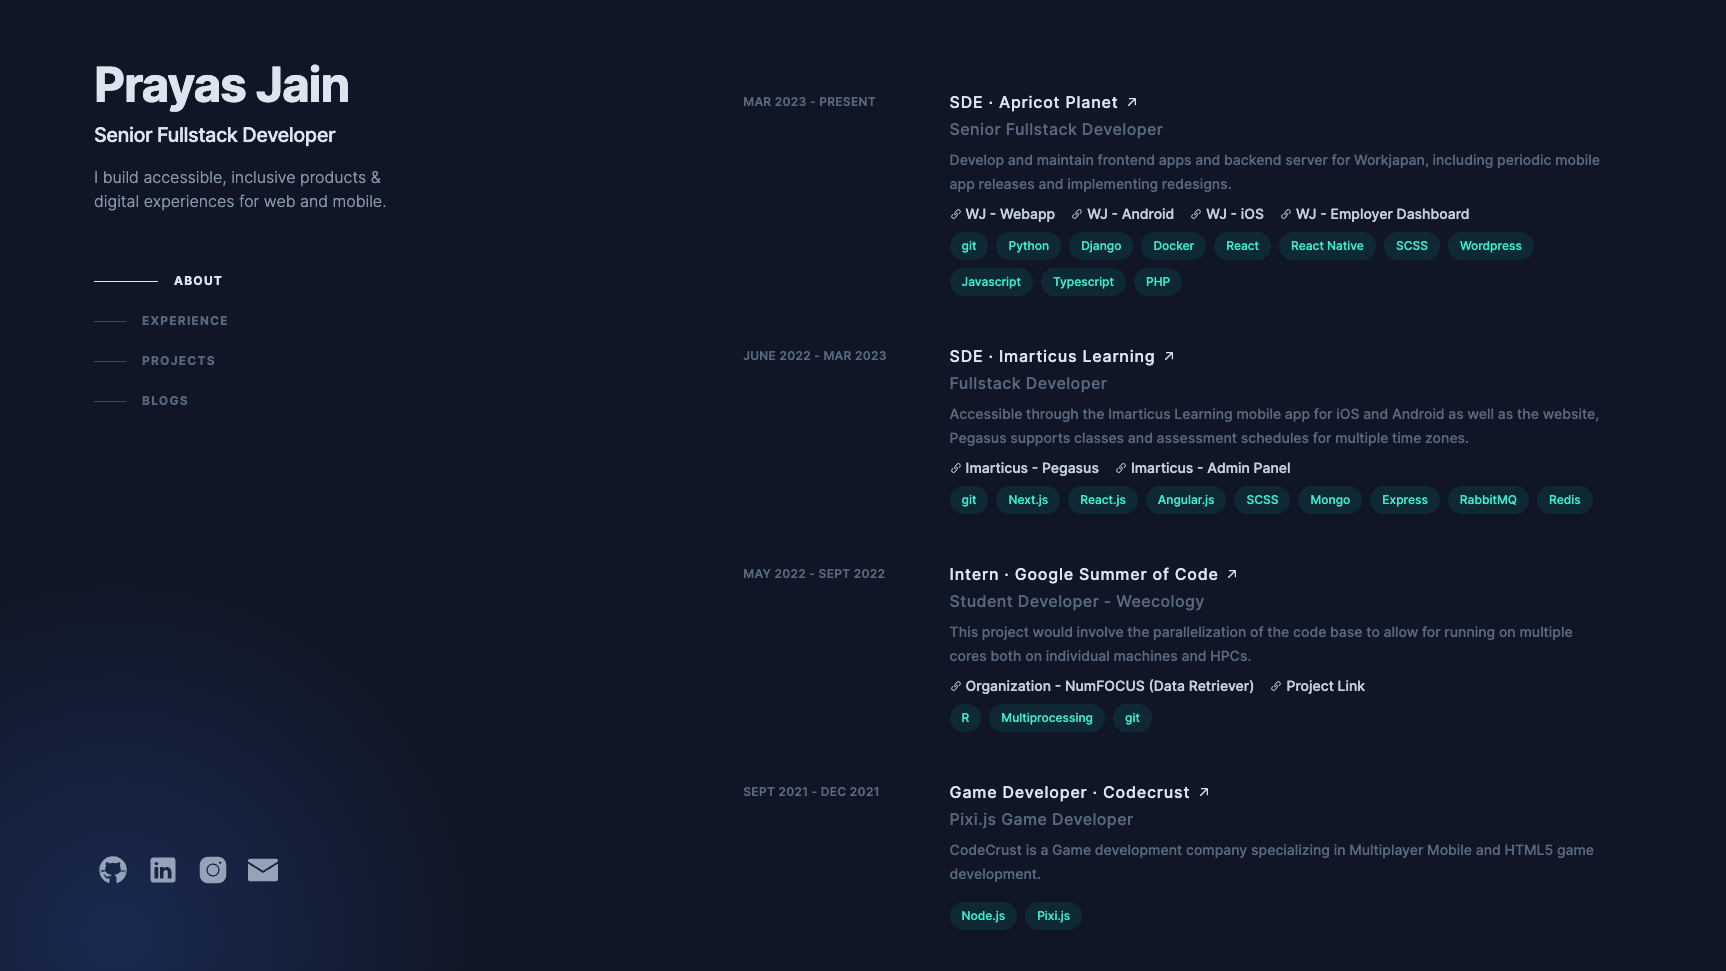 Prayas Jain
Senior Fullstack Developer
I build accessible, inclusive products &
digital experiences for web and mobile.
ABOUT
EXPERIENCE
PROJECTS
BLOGS
MAR 2023 - PRESENT
SDE · Apricot Planet
Senior Fullstack Developer
Develop and maintain frontend apps and backend server for Workjapan, including periodic mobile
app releases and implementing redesigns.
WJ - Webapp WJ - Android WJ - iOS WJ - Employer Dashboard
git Python Django Docker React React Native SCSS Wordpress
Javascript Typescript PHP
JUNE 2022 - MAR 2023
SDE · Imarticus Learning
Fullstack Developer
Accessible through the Imarticus Learning mobile app for iOS and Android as well as the website,
Pegasus supports classes and assessment schedules for multiple time zones.
Imarticus - Pegasus Imarticus - Admin Panel
git Next.js React.js Angular.js SCSS Mongo Express RabbitMQ Redis
MAY 2022 - SEPT 2022
Intern · Google Summer of Code
Student Developer - Weecology
This project would involve the parallelization of the code base to allow for running on multiple
cores both on individual machines and HPCs.
Organization - NumFOCUS (Data Retriever) Project Link
R Multiprocessing git
SEPT 2021 - DEC 2021
Game Developer · Codecrust
Pixi.js Game Developer
CodeCrust is a Game development company specializing in Multiplayer Mobile and HTML5 game
development.
Node.js Pixi.js